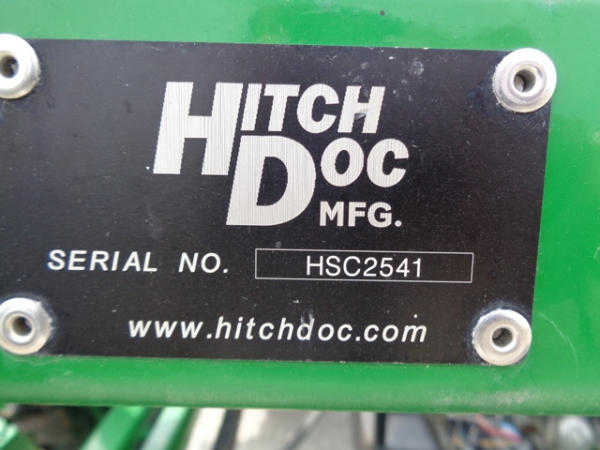 HITCH
DOC
MFG.
SERIAL NO. HSC2541
www.hitchdoc.com